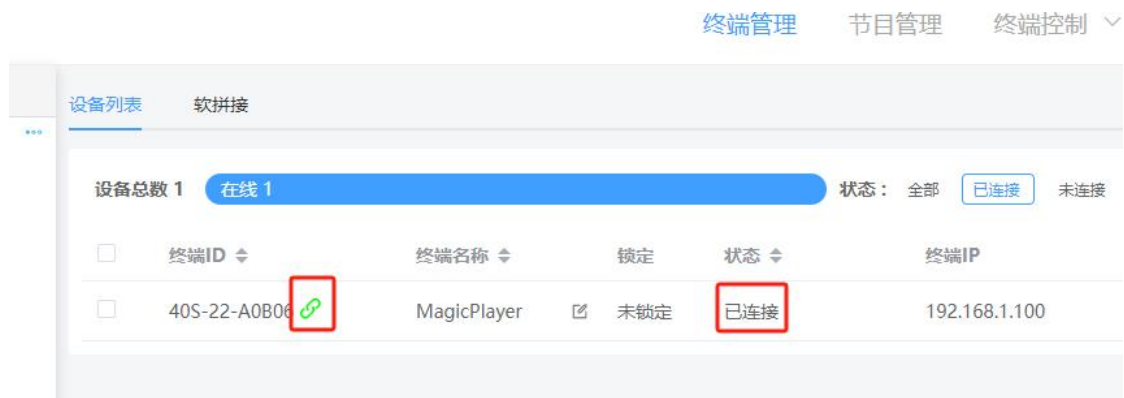 终端管理 节目管理 终端控制
设备列表 软拼接
设备总数 1 在线 1 状态： 全部 已连接 未连接
终端ID 终端名称 锁定 状态 终端IP
40S-22-A0B06 MagicPlayer 未锁定 已连接 192.168.1.100